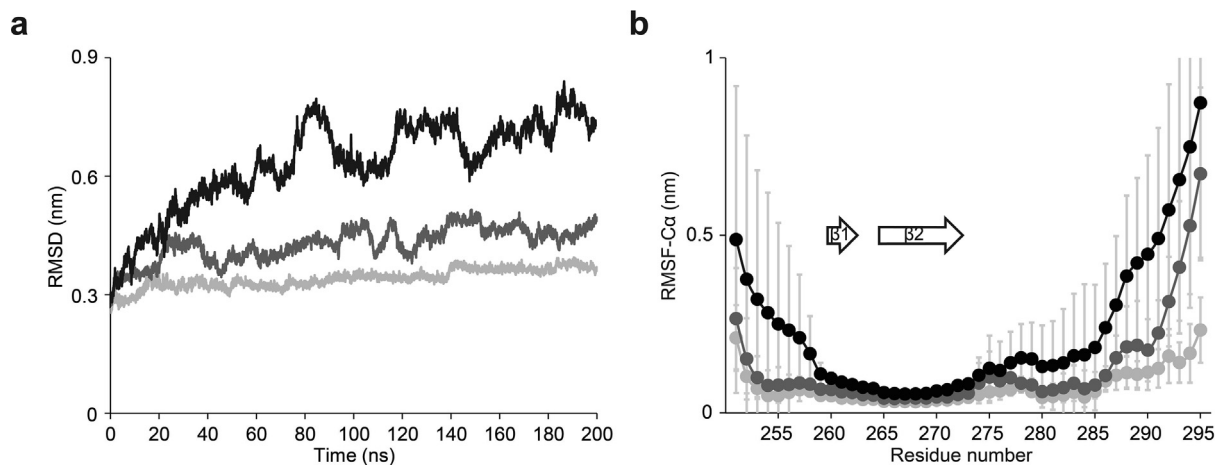 a
0.9
0.6
0.3
0
RMSD (nm)
0 20 40 60 80 100 120 140 160 180 200
Time (ns)
b
1
0.5
0
RMSF-Cα (nm)
β1
β2
255 260 265 270 275 280 285 290 295
Residue number